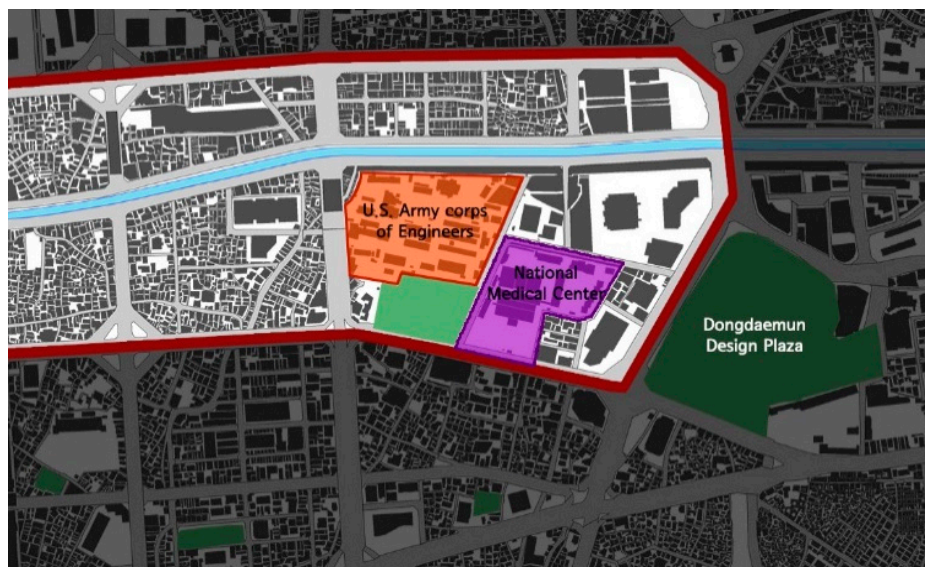 U.S. Army corps
of Engineers
National
Medical Center
Dongdaemun
Design Plaza